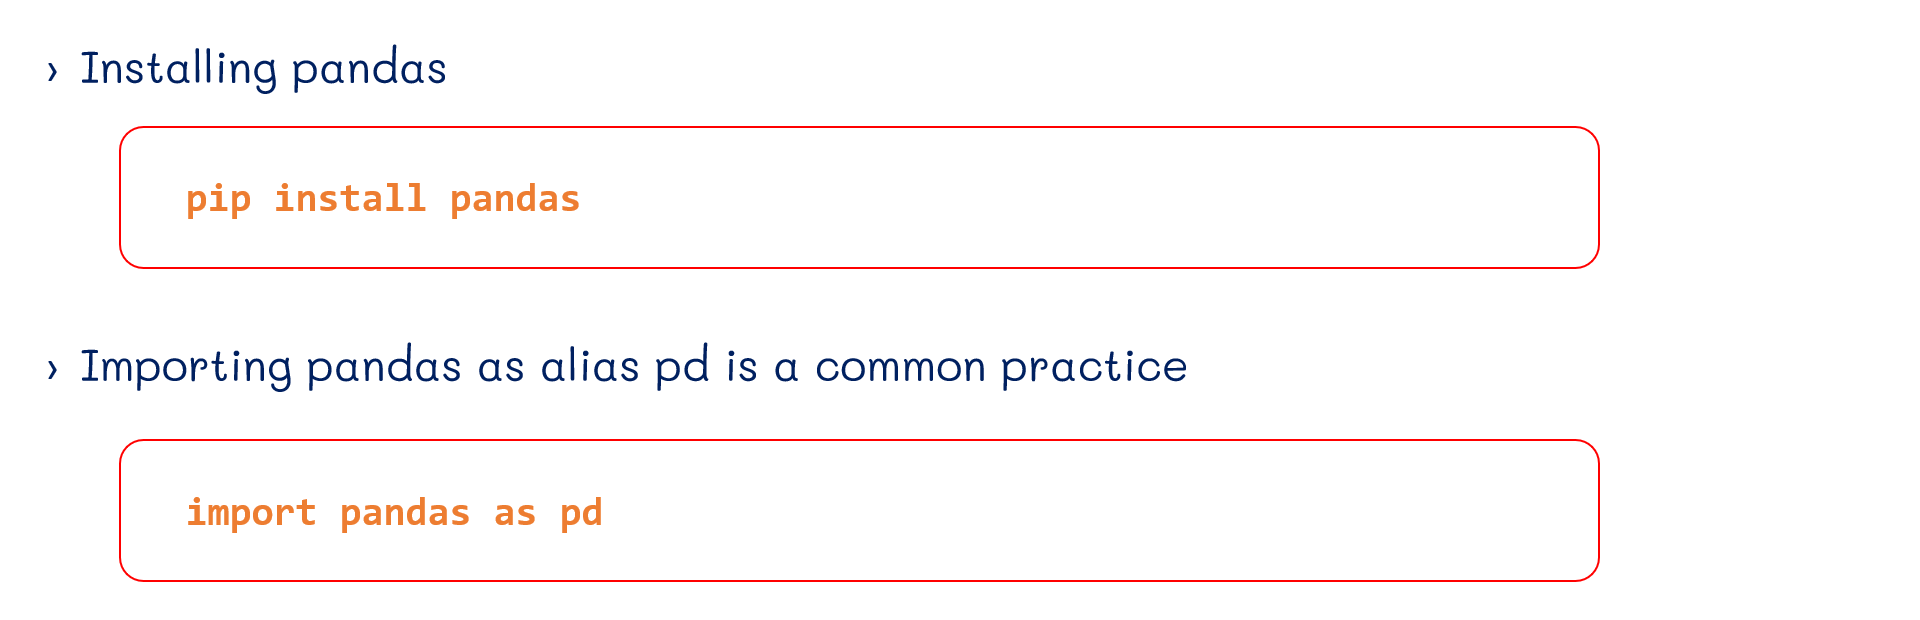 › Installing pandas
pip install pandas
› Importing pandas as alias pd is a common practice
import pandas as pd